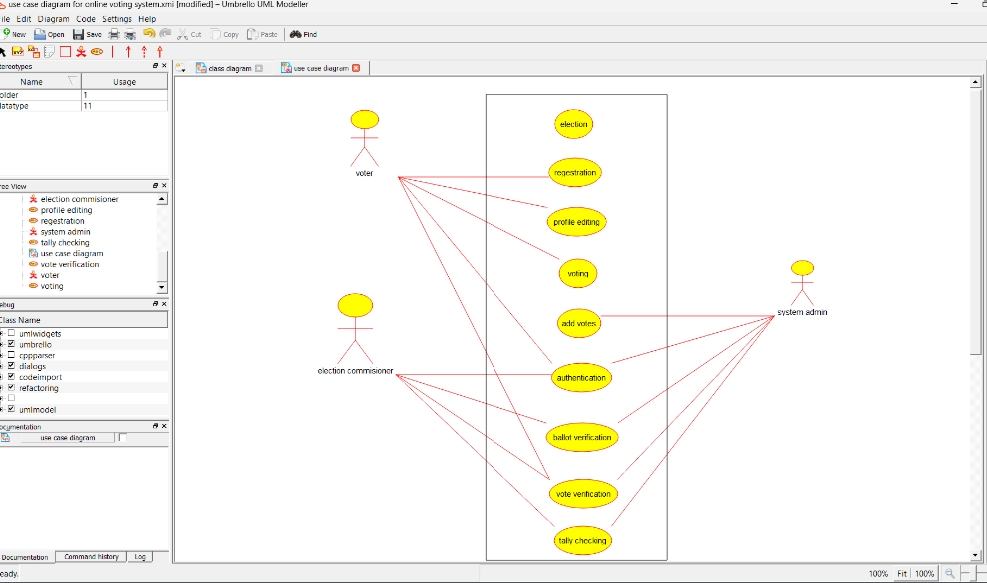 use case diagram for online voting system.xmi [modified] – Umbrello UML Modeller
ile Edit Diagram Code Settings Help
New Open Save Cut Copy Paste Find
tereotypes
Name Usage
older 1
latatype 11
ree View
election commisioner
profile editing
regestration
system admin
tally checking
use case diagram
vote verification
voter
voting
ebug
Class Name
umlwidgets
umbrello
cppparser
dialogs
codeimport
refactoring
umlmodel
ocumentation
use case diagram
Documentation Command history Log
eady.
class diagram use case diagram
voter
election commisioner
election
regestration
profile editing
voting
add votes
authentication
ballot verification
vote verification
tally checking
system admin
100% Fit 100%